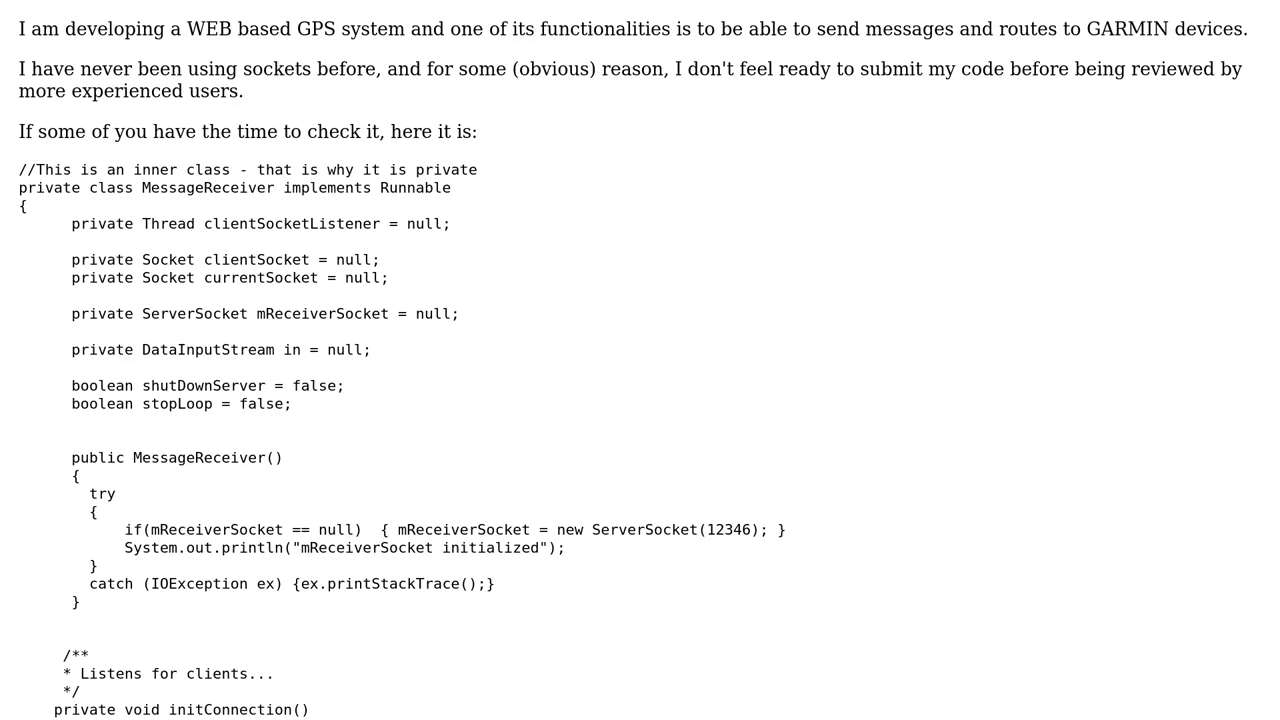 I am developing a WEB based GPS system and one of its functionalities is to be able to send messages and routes to GARMIN devices.
I have never been using sockets before, and for some (obvious) reason, I don't feel ready to submit my code before being reviewed by
more experienced users.
If some of you have the time to check it, here it is:
//This is an inner class - that is why it is private
private class MessageReceiver implements Runnable
{
      private Thread clientSocketListener = null;

      private Socket clientSocket = null;
      private Socket currentSocket = null;

      private ServerSocket mReceiverSocket = null;

      private DataInputStream in = null;

      boolean shutDownServer = false;
      boolean stopLoop = false;


      public MessageReceiver()
      {
        try
        {
            if(mReceiverSocket == null)  { mReceiverSocket = new ServerSocket(12346); }
            System.out.println("mReceiverSocket initialized");
        }
        catch (IOException ex) {ex.printStackTrace();}
      }


     /**
     * Listens for clients...
     */
    private void initConnection()